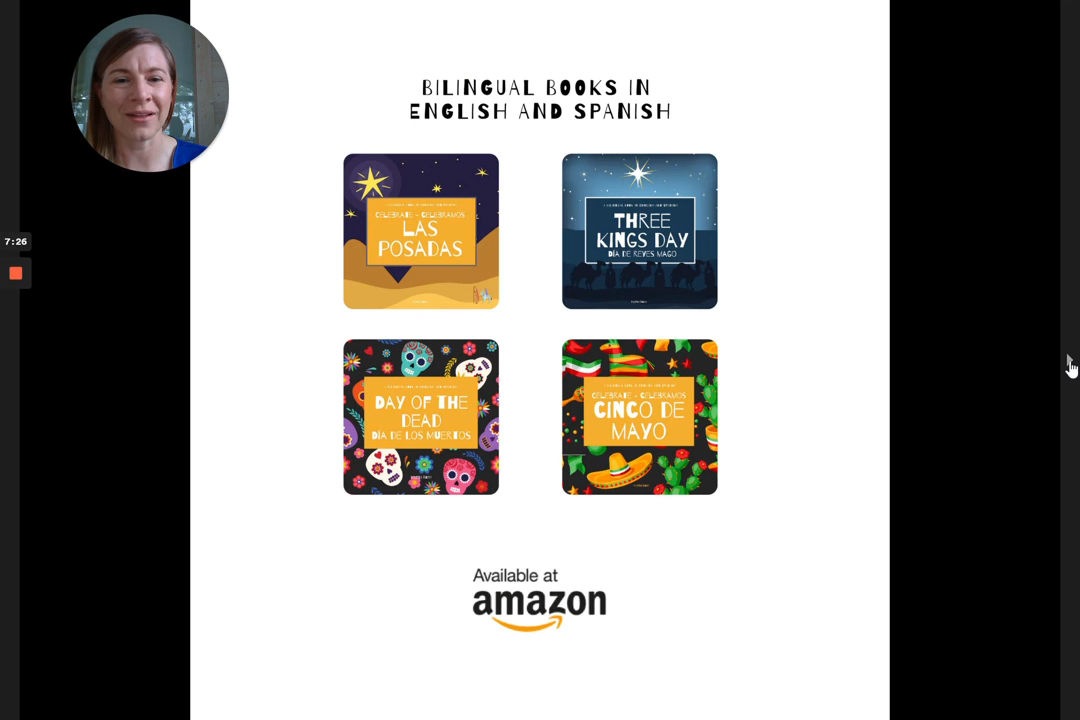 7:26
BILINGUAL BOOKS IN
ENGLISH AND SPANISH
CELEBRATE - CELEBRAMOS
LAS
POSADAS
THREE
KINGS DAY
DÍA DE REYES MAGO
DAY OF THE
DEAD
DÍA DE LOS MUERTOS
CELEBRATE - CELEBRAMOS
CINCO DE
MAYO
Available at
amazon